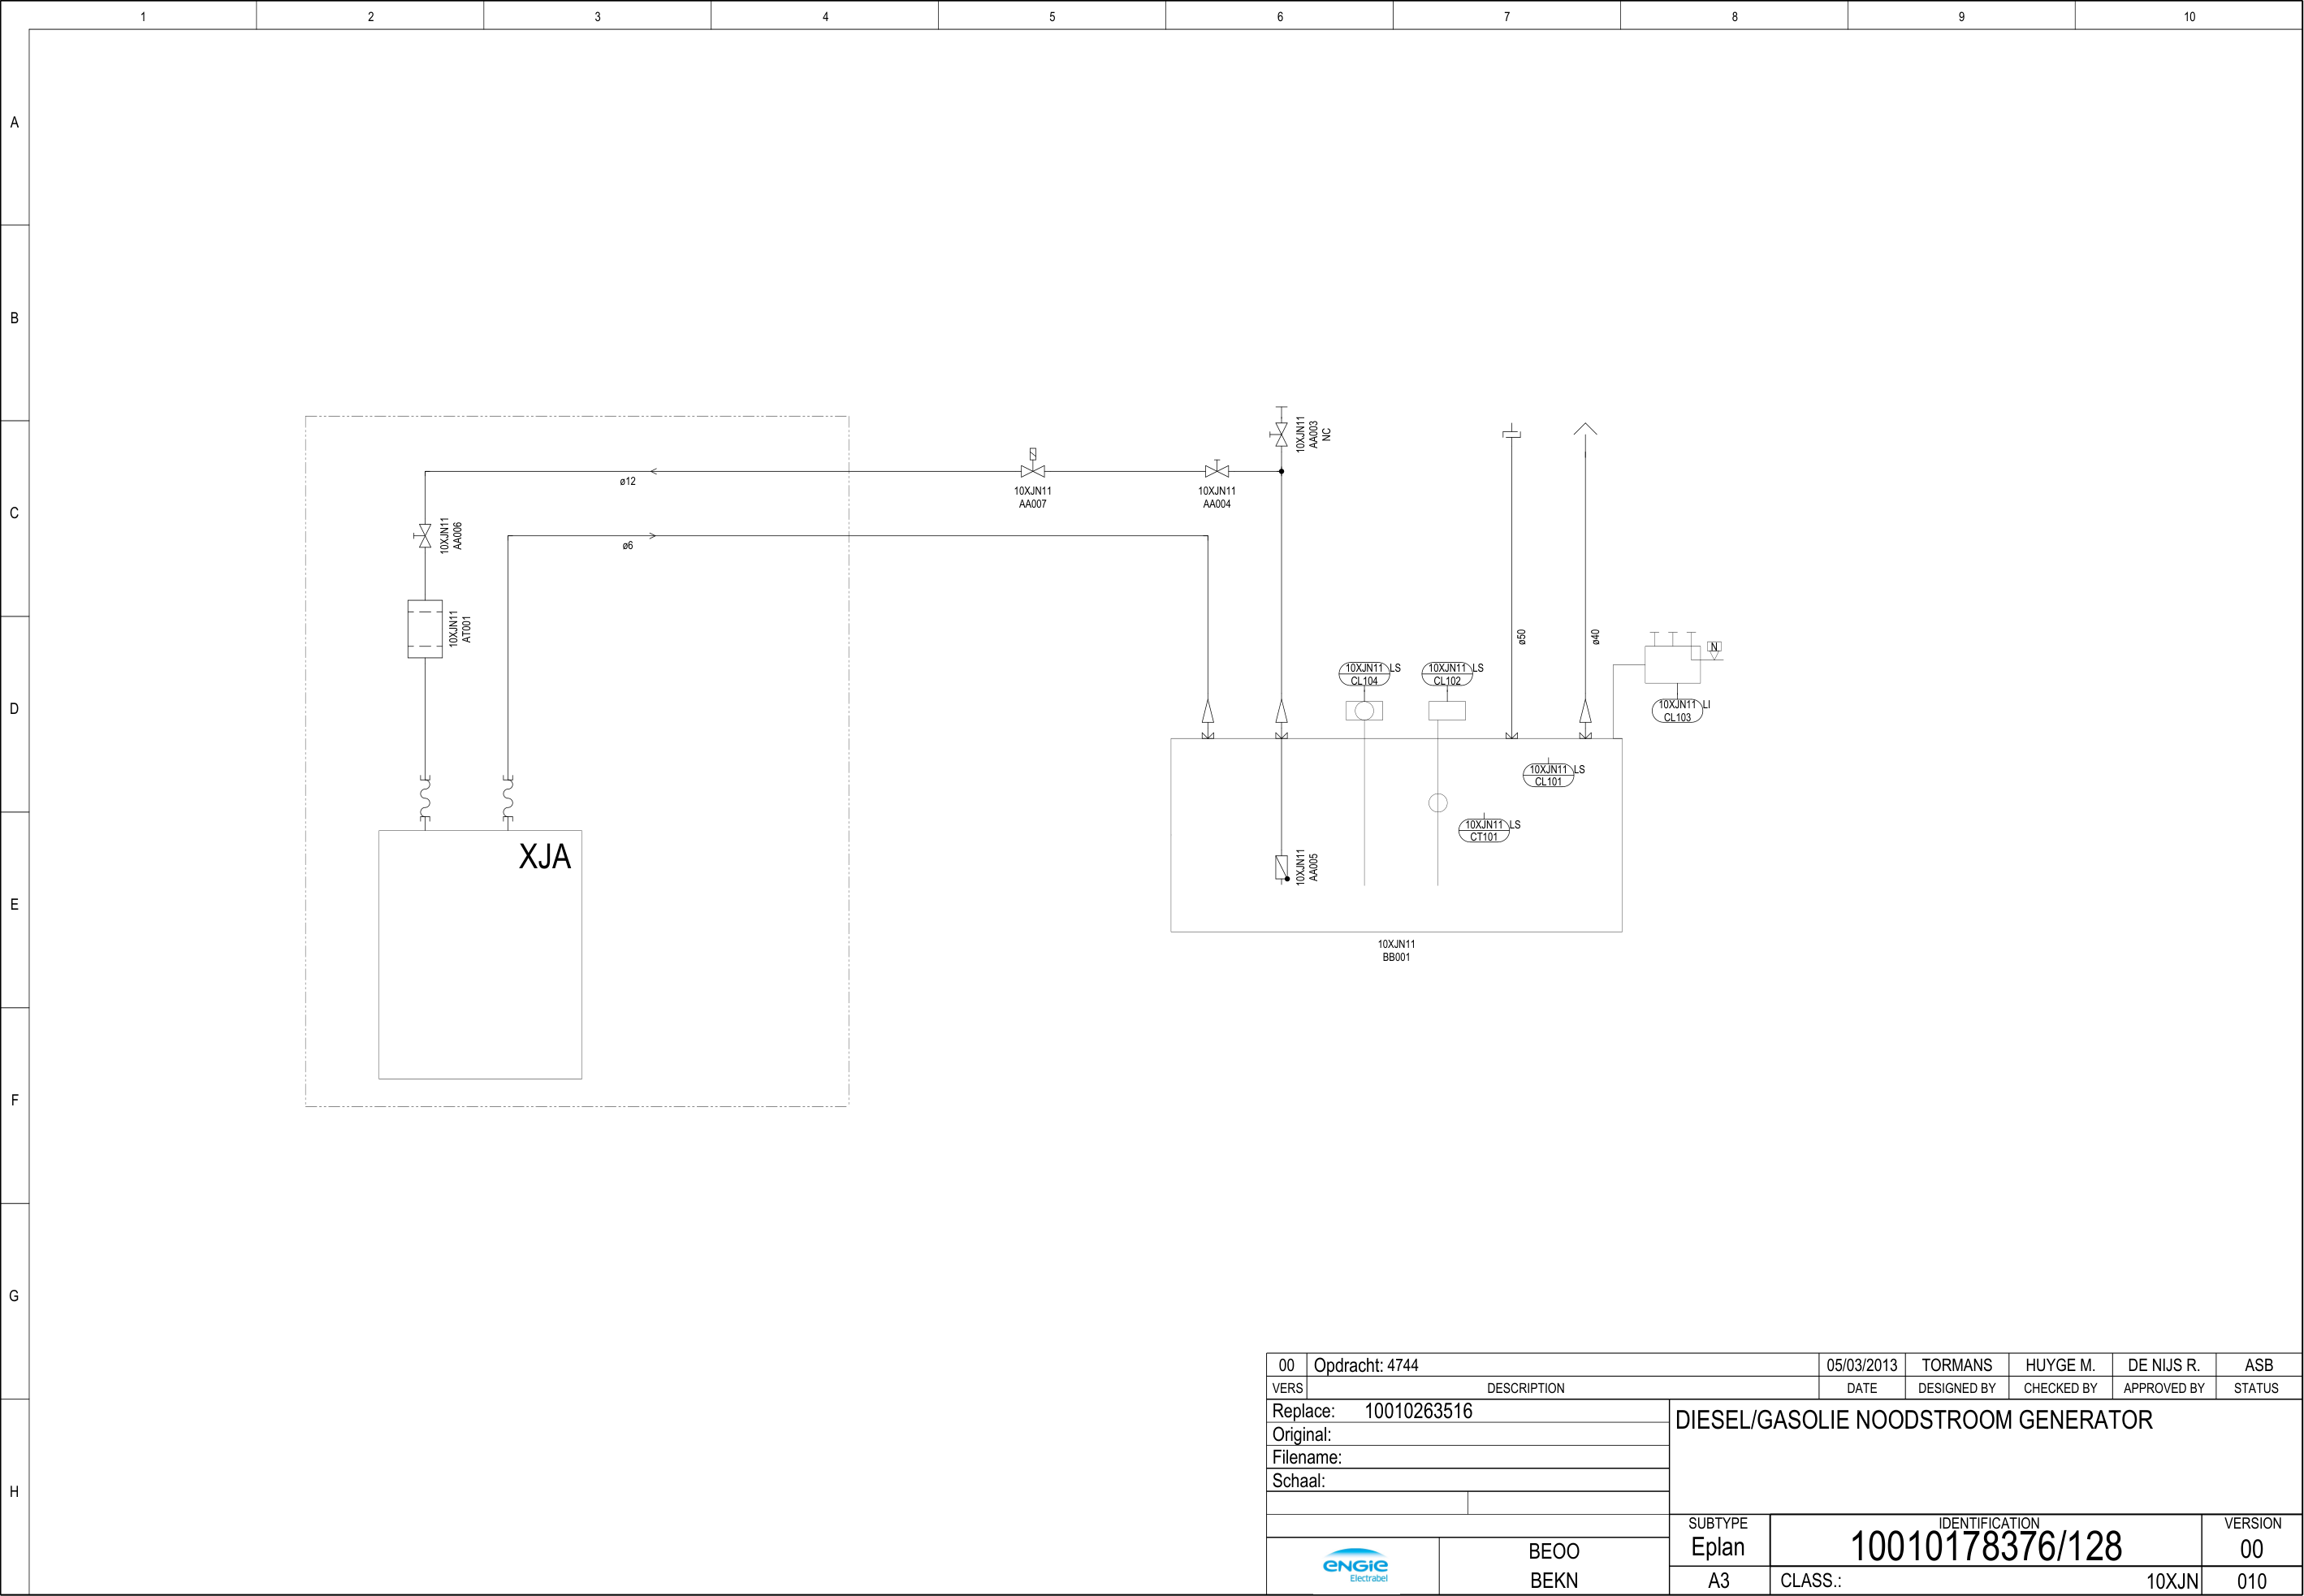 1 2 3 4 5 6 7 8 9 10
A
B
C
D
E
F
G
H
10XJN11
AA003
NC
ø12
10XJN11
AA007
10XJN11
AA004
10XJN11
AA006
ø6
10XJN11
AT001
ø50
ø40
N
10XJN11 LS
CL104
10XJN11 LS
CL102
10XJN11 LI
CL103
10XJN11 LS
CL101
10XJN11 LS
CT101
XJA
10XJN11
AA005
10XJN11
BB001
00 Opdracht: 4744 05/03/2013 TORMANS HUYGE M. DE NIJS R. ASB
VERS DESCRIPTION DATE DESIGNED BY CHECKED BY APPROVED BY STATUS
Replace: 10010263516
Original:
Filename:
Schaal:
DIESEL/GASOLIE NOODSTROOM GENERATOR
SUBTYPE IDENTIFICATION VERSION
Eplan 10010178376/128 00
A3 CLASS.: 10XJN 010
ENGIE
Electrabel
BEOO
BEKN